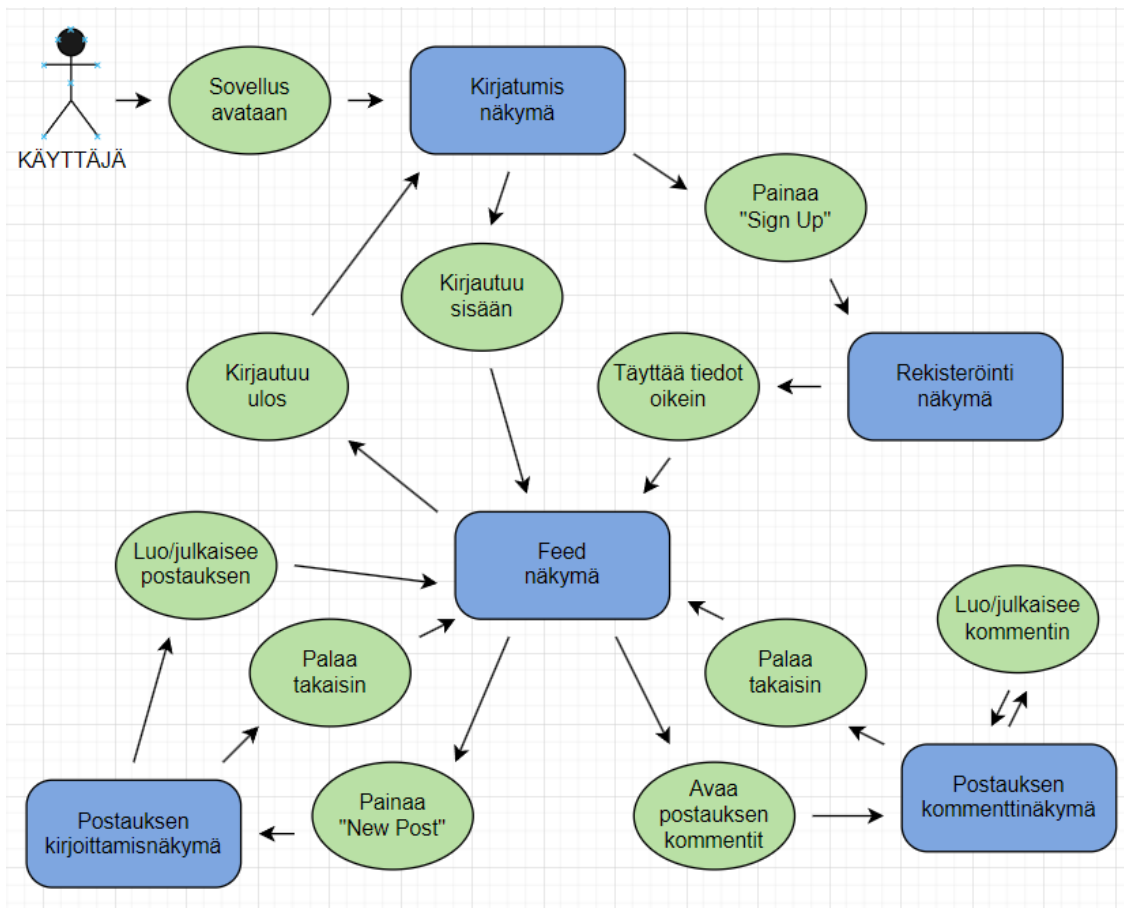 Sovellus
avataan
Kirjatumis
näkymä
KÄYTTÄJÄ
Painaa
"Sign Up"
Kirjautuu
sisään
Kirjautuu
ulos
Täyttää tiedot
oikein
Rekisteröinti
näkymä
Luo/julkaisee
postauksen
Feed
näkymä
Luo/julkaisee
kommentin
Palaa
takaisin
Palaa
takaisin
Postauksen
kirjoittamisnäkymä
Painaa
"New Post"
Avaa
postauksen
kommentit
Postauksen
kommenttinäkymä